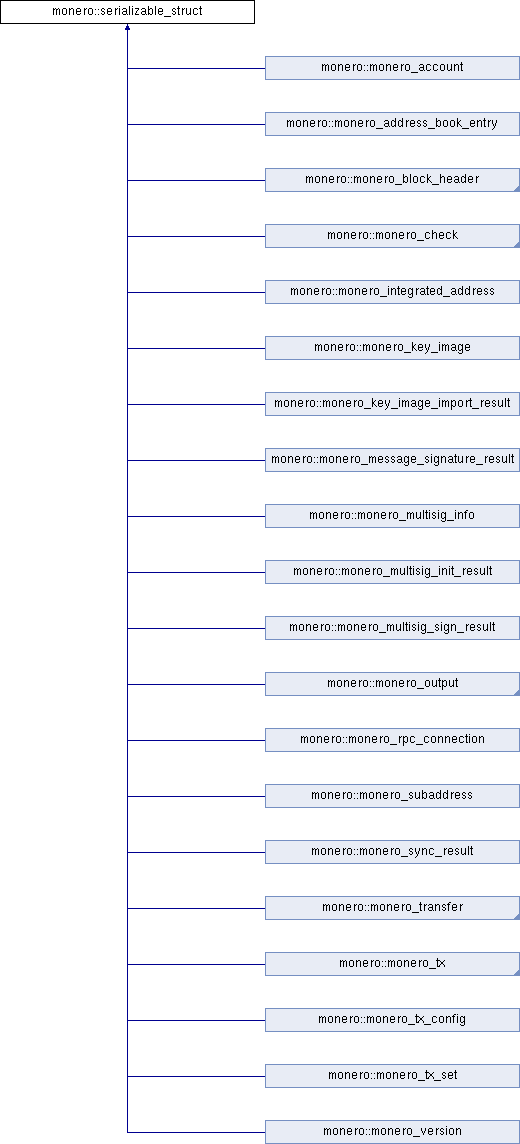 monero::serializable_struct
monero::monero_account
monero::monero_address_book_entry
monero::monero_block_header
monero::monero_check
monero::monero_integrated_address
monero::monero_key_image
monero::monero_key_image_import_result
monero::monero_message_signature_result
monero::monero_multisig_info
monero::monero_multisig_init_result
monero::monero_multisig_sign_result
monero::monero_output
monero::monero_rpc_connection
monero::monero_subaddress
monero::monero_sync_result
monero::monero_transfer
monero::monero_tx
monero::monero_tx_config
monero::monero_tx_set
monero::monero_version